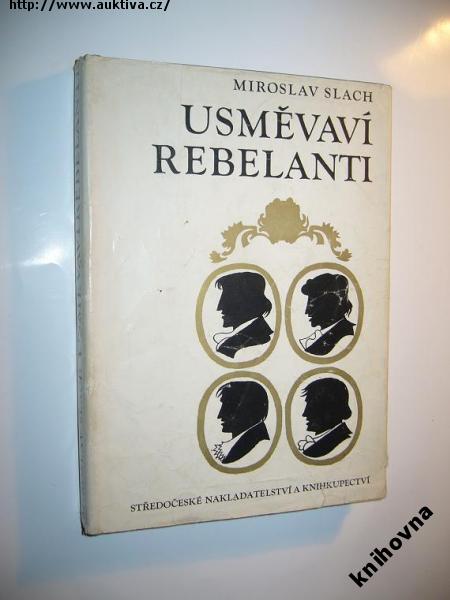 http://www.auktiva.cz/
MIROSLAV SLACH
USMĚVAVÍ
REBELANTI
STŘEDOČESKÉ NAKLADATELSTVÍ A KNIHKUPECTVÍ
knihovna